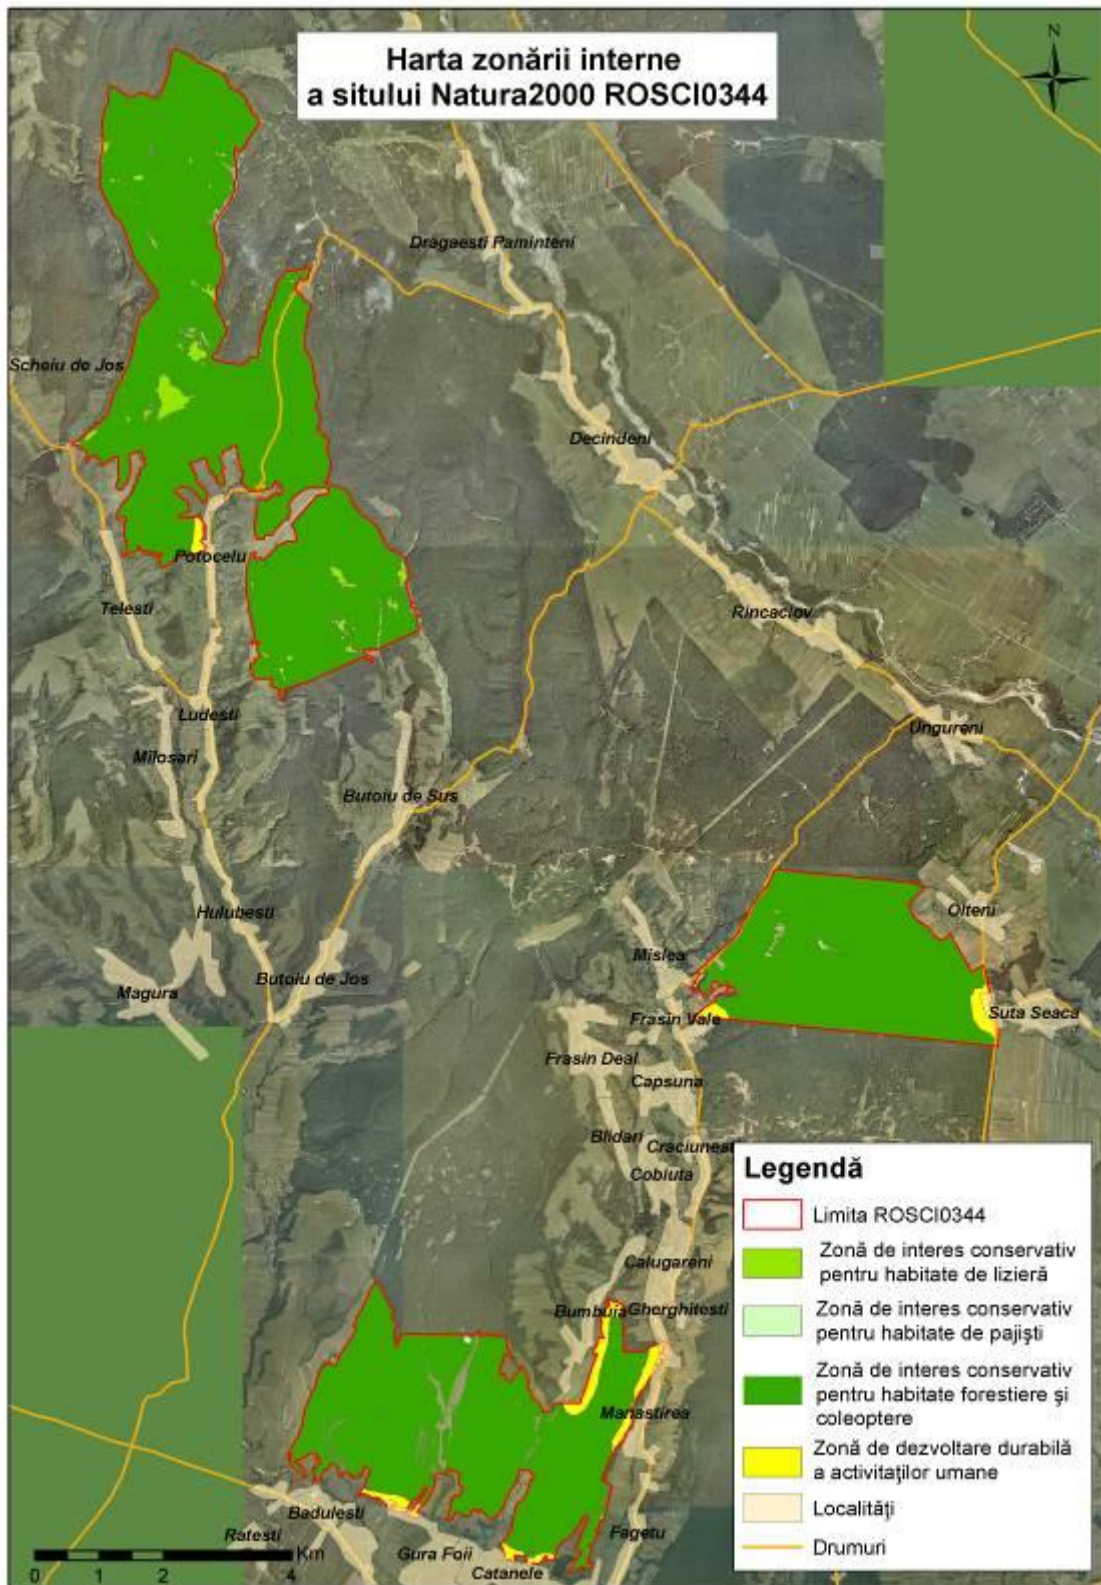 Harta zonării interne
a sitului Natura2000 ROSCI0344
N
Dragaesti Paminteni
Scheiu de Jos
Decindeni
Potocelu
Telesti
Rincaciov
Ludesti
Ungureni
Milosari
Butoiu de Sus
Hulubesti
Olteni
Mislea
Butoiu de Jos
Magura
Suta Seaca
Frasin Vale
Frasin Deal
Capsuna
Blidari
Craciunest
Cobiuta
Calugareni
Bumbuia
Gherghitesti
Manastirea
Badulesti
Ratesti
Gura Foii
Fagetu
Catanele
Km
0 1 2 4
Legendă
Limita ROSCI0344
Zonă de interes conservativ
pentru habitate de lizieră
Zonă de interes conservativ
pentru habitate de pajişti
Zonă de interes conservativ
pentru habitate forestiere şi
coleoptere
Zonă de dezvoltare durabilă
a activitaţilor umane
Localităţi
Drumuri